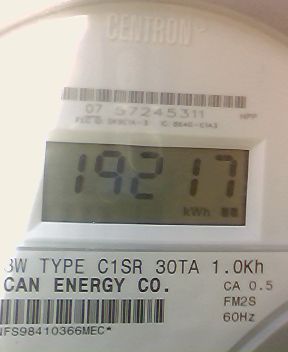 CENTRON
07 57245311
19217
kWh
3W TYPE C1SR 30TA 1.0Kh
CAN ENERGY CO.
CA 0.5
FM2S
60Hz
NFS98410366MEC*